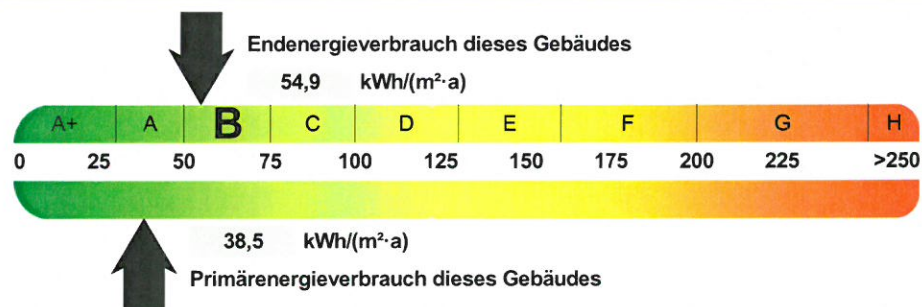 Endenergieverbrauch dieses Gebäudes
54,9 kWh/(m²·a)
A+ A B C D E F G H
0 25 50 75 100 125 150 175 200 225 >250
38,5 kWh/(m²·a)
Primärenergieverbrauch dieses Gebäudes